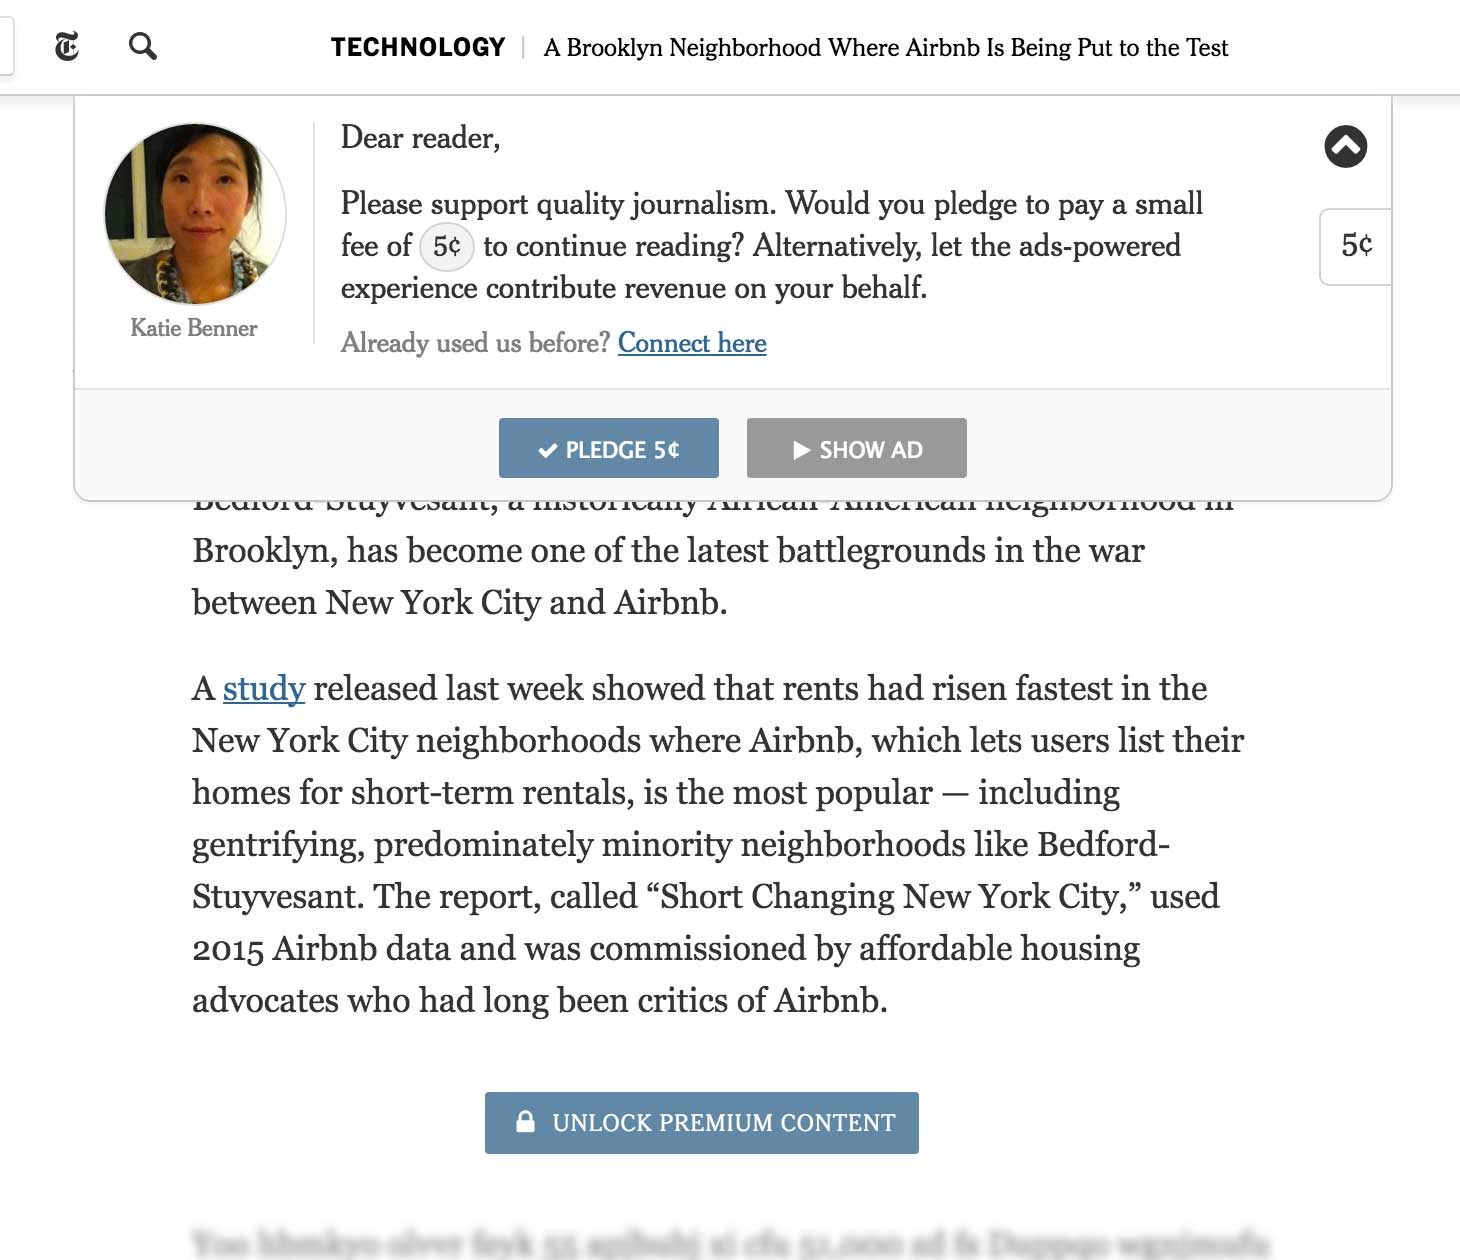 TECHNOLOGY | A Brooklyn Neighborhood Where Airbnb Is Being Put to the Test
Dear reader,
Please support quality journalism. Would you pledge to pay a small
fee of 5¢ to continue reading? Alternatively, let the ads-powered
experience contribute revenue on your behalf.
5¢
Katie Benner
Already used us before? Connect here
PLEDGE 5¢
SHOW AD
Bedford-Stuyvesant, a historically African-American neighborhood in
Brooklyn, has become one of the latest battlegrounds in the war
between New York City and Airbnb.
A study released last week showed that rents had risen fastest in the
New York City neighborhoods where Airbnb, which lets users list their
homes for short-term rentals, is the most popular — including
gentrifying, predominately minority neighborhoods like Bedford-
Stuyvesant. The report, called “Short Changing New York City,” used
2015 Airbnb data and was commissioned by affordable housing
advocates who had long been critics of Airbnb.
UNLOCK PREMIUM CONTENT